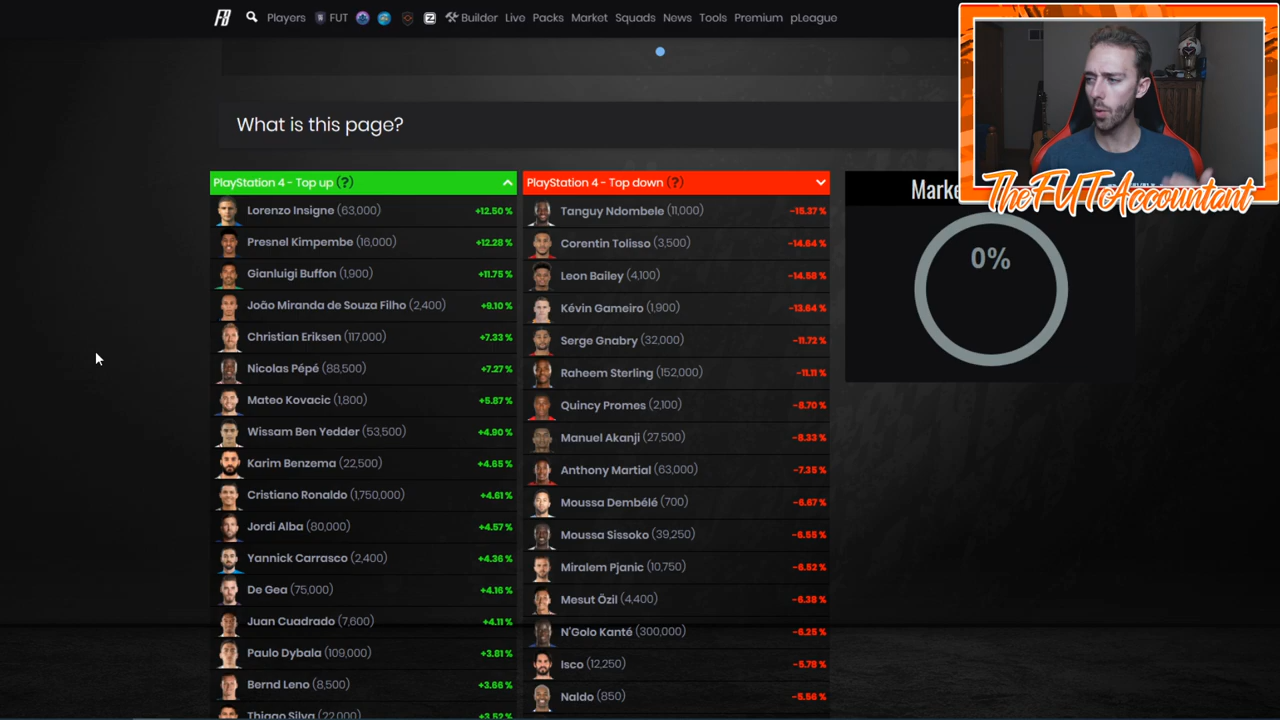 FB Players FUT Z Builder Live Packs Market Squads News Tools Premium pLeague
What is this page?
PlayStation 4 - Top up (?)
Lorenzo Insigne (63,000) +12.50 %
Presnel Kimpembe (16,000) +12.28 %
Gianluigi Buffon (1,900) +11.75 %
João Miranda de Souza Filho (2,400) +9.10 %
Christian Eriksen (117,000) +7.33 %
Nicolas Pépé (88,500) +7.27 %
Mateo Kovacic (1,800) +5.87 %
Wissam Ben Yedder (53,500) +4.90 %
Karim Benzema (22,500) +4.65 %
Cristiano Ronaldo (1,750,000) +4.61 %
Jordi Alba (80,000) +4.57 %
Yannick Carrasco (2,400) +4.36 %
De Gea (75,000) +4.16 %
Juan Cuadrado (7,600) +4.11 %
Paulo Dybala (109,000) +3.81 %
Bernd Leno (8,500) +3.66 %
Thiago Silva (22,000) +3.52 %
PlayStation 4 - Top down (?)
Tanguy Ndombele (11,000) -15.37 %
Corentin Tolisso (3,500) -14.64 %
Leon Bailey (4,100) -14.58 %
Kévin Gameiro (1,900) -13.64 %
Serge Gnabry (32,000) -11.72 %
Raheem Sterling (152,000) -11.11 %
Quincy Promes (2,100) -8.70 %
Manuel Akanji (27,500) -8.33 %
Anthony Martial (63,000) -7.35 %
Moussa Dembélé (700) -6.67 %
Moussa Sissoko (39,250) -6.55 %
Miralem Pjanic (10,750) -6.52 %
Mesut Özil (4,400) -6.38 %
N'Golo Kanté (300,000) -6.25 %
Isco (12,250) -5.78 %
Naldo (850) -5.56 %
Marke
0%
TheFUTAccountant